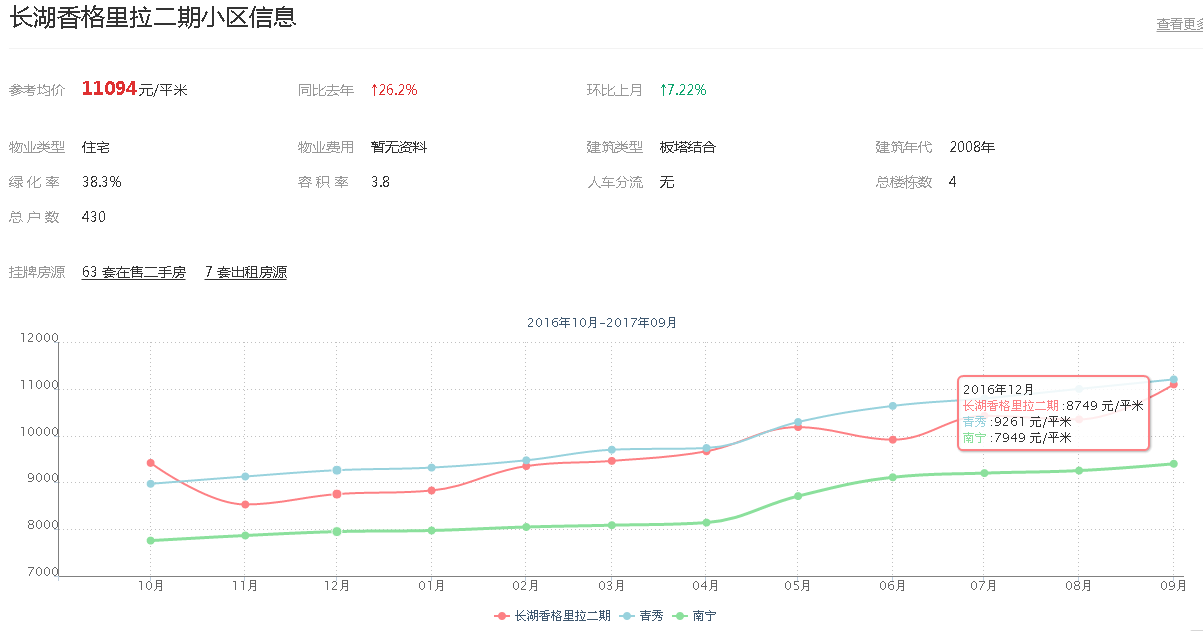 长湖香格里拉二期小区信息
查看更多
参考均价 11094元/平米 同比去年 ↑26.2% 环比上月 ↑7.22%
物业类型 住宅 物业费用 暂无资料 建筑类型 板塔结合 建筑年代 2008年
绿化率 38.3% 容积率 3.8 人车分流 无 总楼栋数 4
总户数 430
挂牌房源 63 套在售二手房 7 套出租房源
2016年10月-2017年09月
12000
11000
10000
9000
8000
7000
2016年12月
长湖香格里拉二期 :8749 元/平米
青秀 :9261 元/平米
南宁 :7949 元/平米
10月 11月 12月 01月 02月 03月 04月 05月 06月 07月 08月 09月
长湖香格里拉二期 青秀 南宁